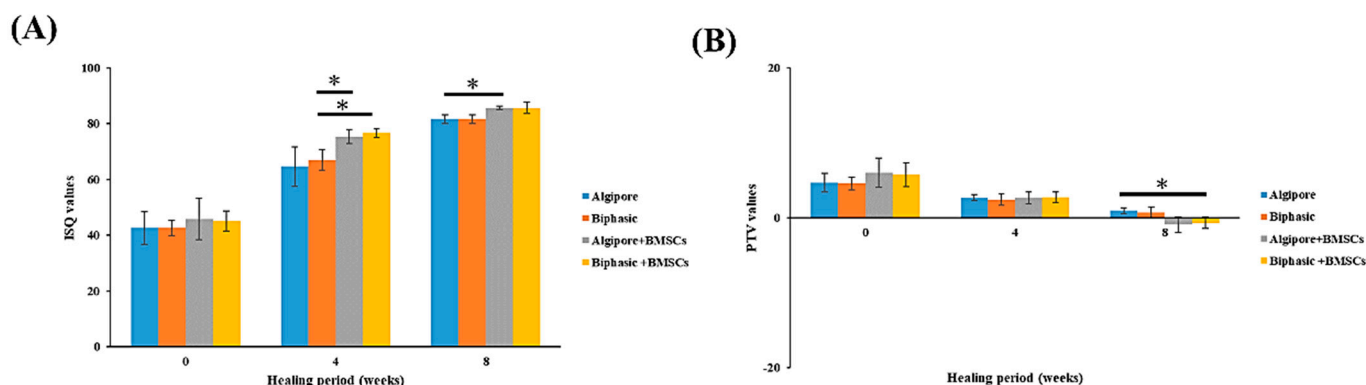 (A)
ISQ values
100
80
60
40
20
0
*
*
*
0 4 8
Healing period (weeks)
Algipore
Biphasic
Algipore+BMSCs
Biphasic +BMSCs
(B)
PTV values
20
0
-20
*
0 4 8
Healing period (weeks)
Algipore
Biphasic
Algipore+BMSCs
Biphasic +BMSCs